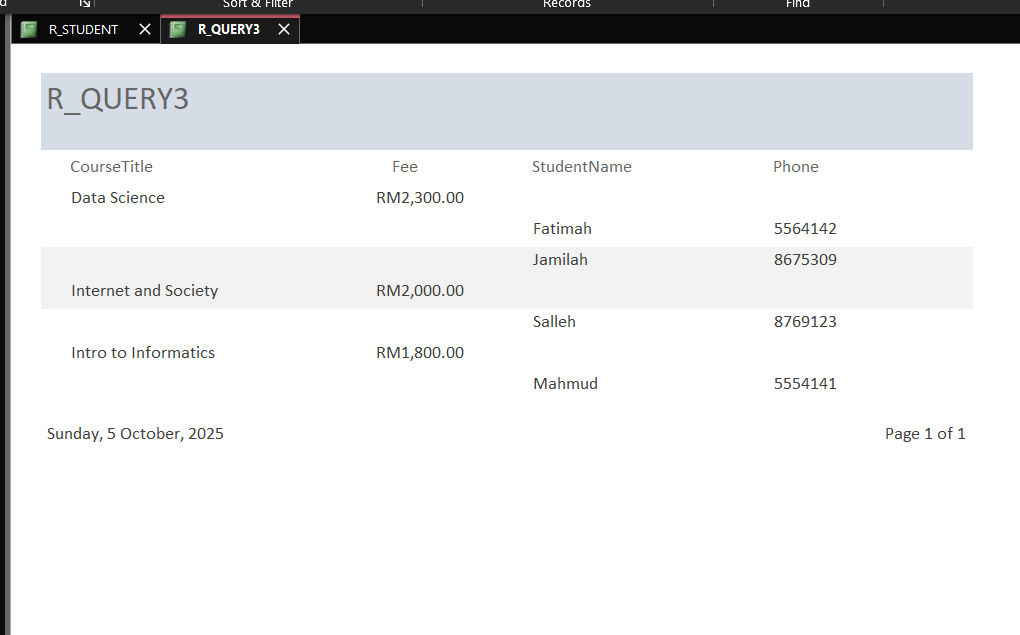 Sort & Filter Records Find
R_STUDENT R_QUERY3
R_QUERY3
CourseTitle Fee StudentName Phone
Data Science RM2,300.00
Fatimah 5564142
Jamilah 8675309
Internet and Society RM2,000.00
Salleh 8769123
Intro to Informatics RM1,800.00
Mahmud 5554141
Sunday, 5 October, 2025 Page 1 of 1